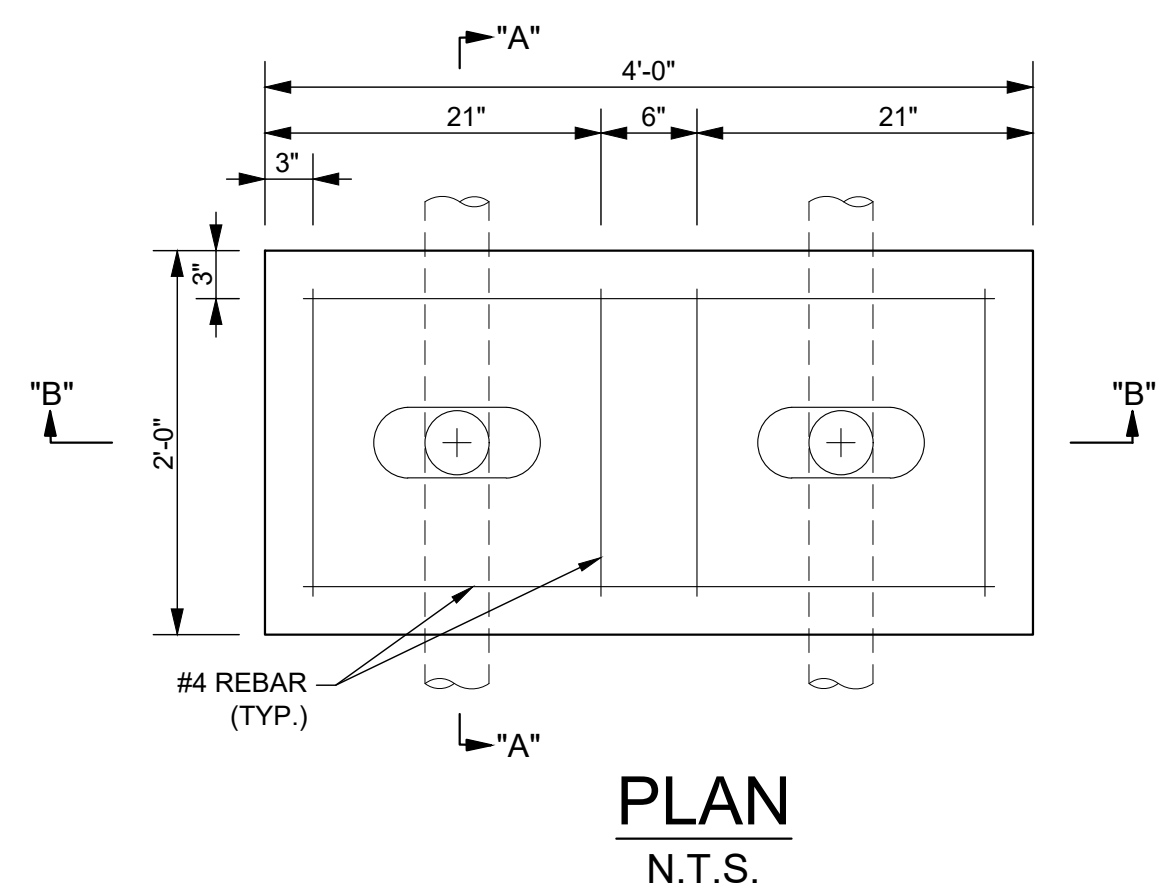 "A"
4'-0"
21"
6"
21"
3"
3"
"B"
"B"
2'-0"
#4 REBAR
(TYP.)
"A"
PLAN
N.T.S.